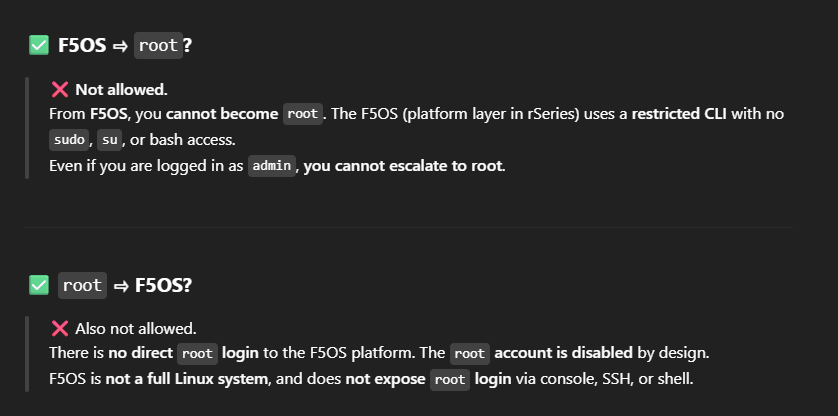 ✅ F5OS ⇨ root?
❌ Not allowed.
From F5OS, you cannot become root. The F5OS (platform layer in rSeries) uses a restricted CLI with no
sudo, su, or bash access.
Even if you are logged in as admin, you cannot escalate to root.
✅ root ⇨ F5OS?
❌ Also not allowed.
There is no direct root login to the F5OS platform. The root account is disabled by design.
F5OS is not a full Linux system, and does not expose root login via console, SSH, or shell.